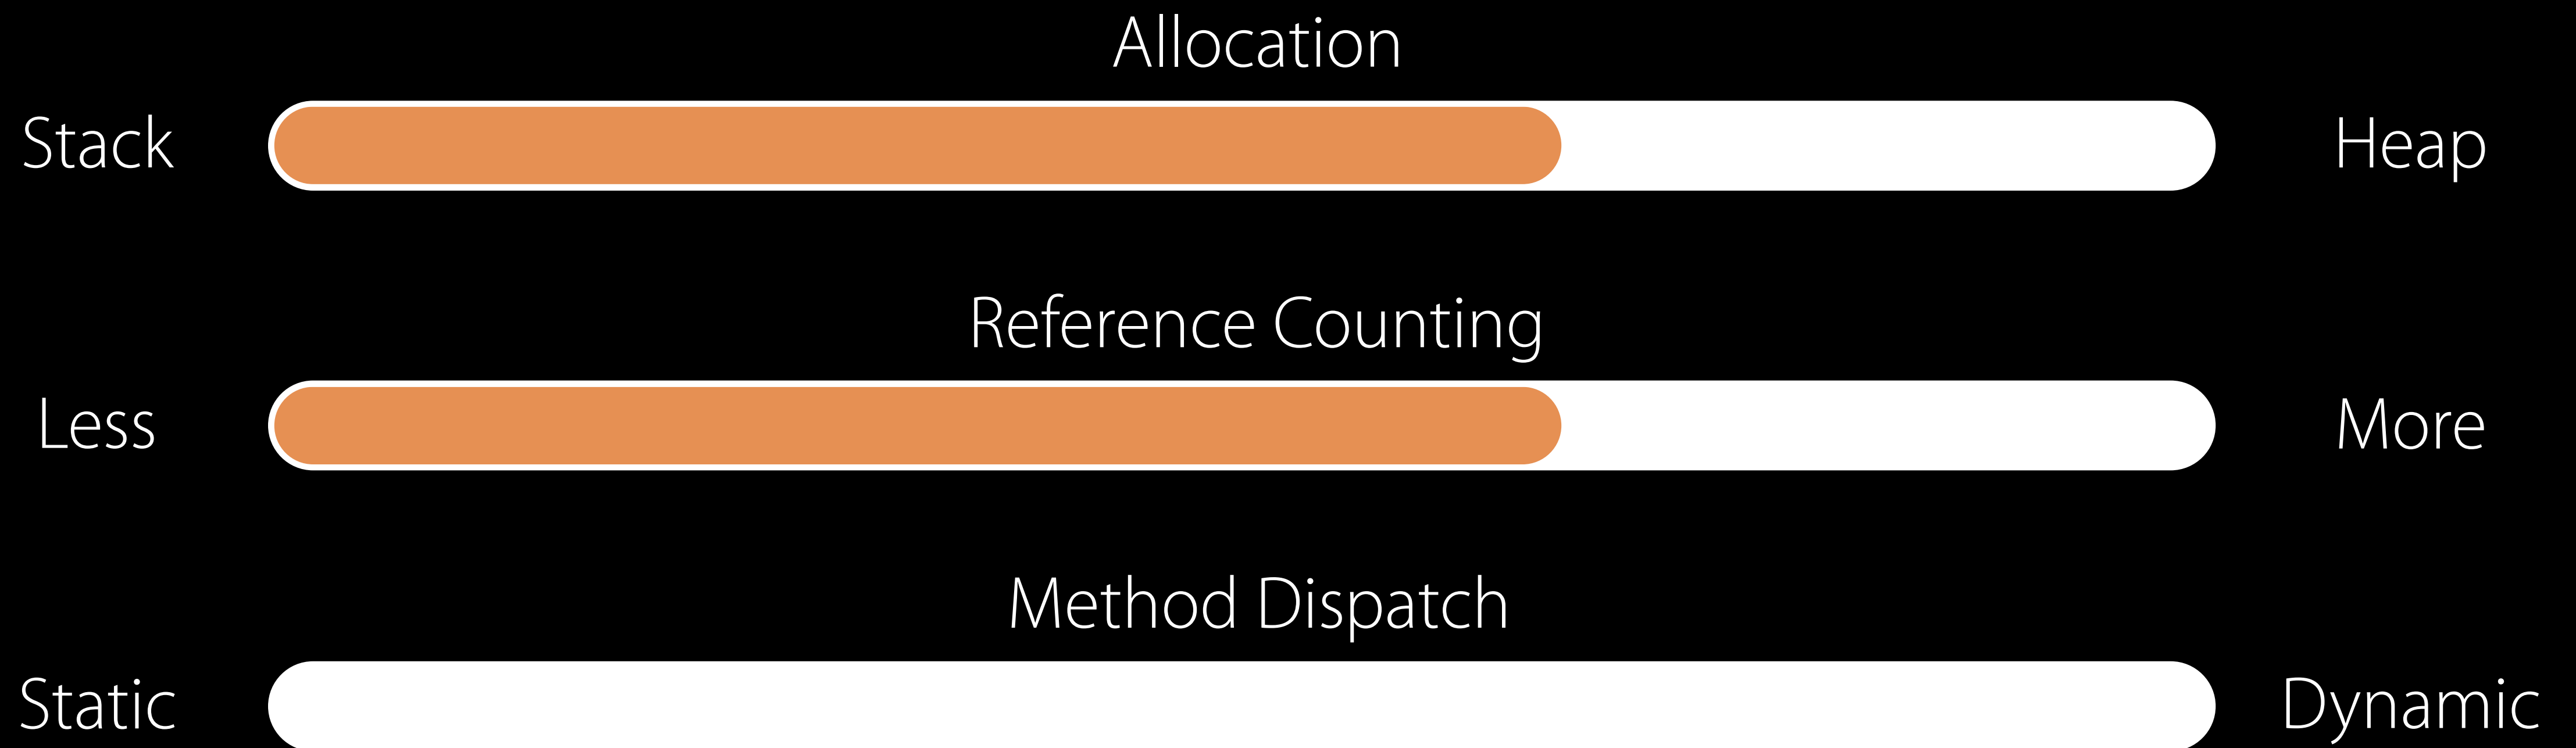 Allocation
Stack Heap
Reference Counting
Less More
Method Dispatch
Static Dynamic